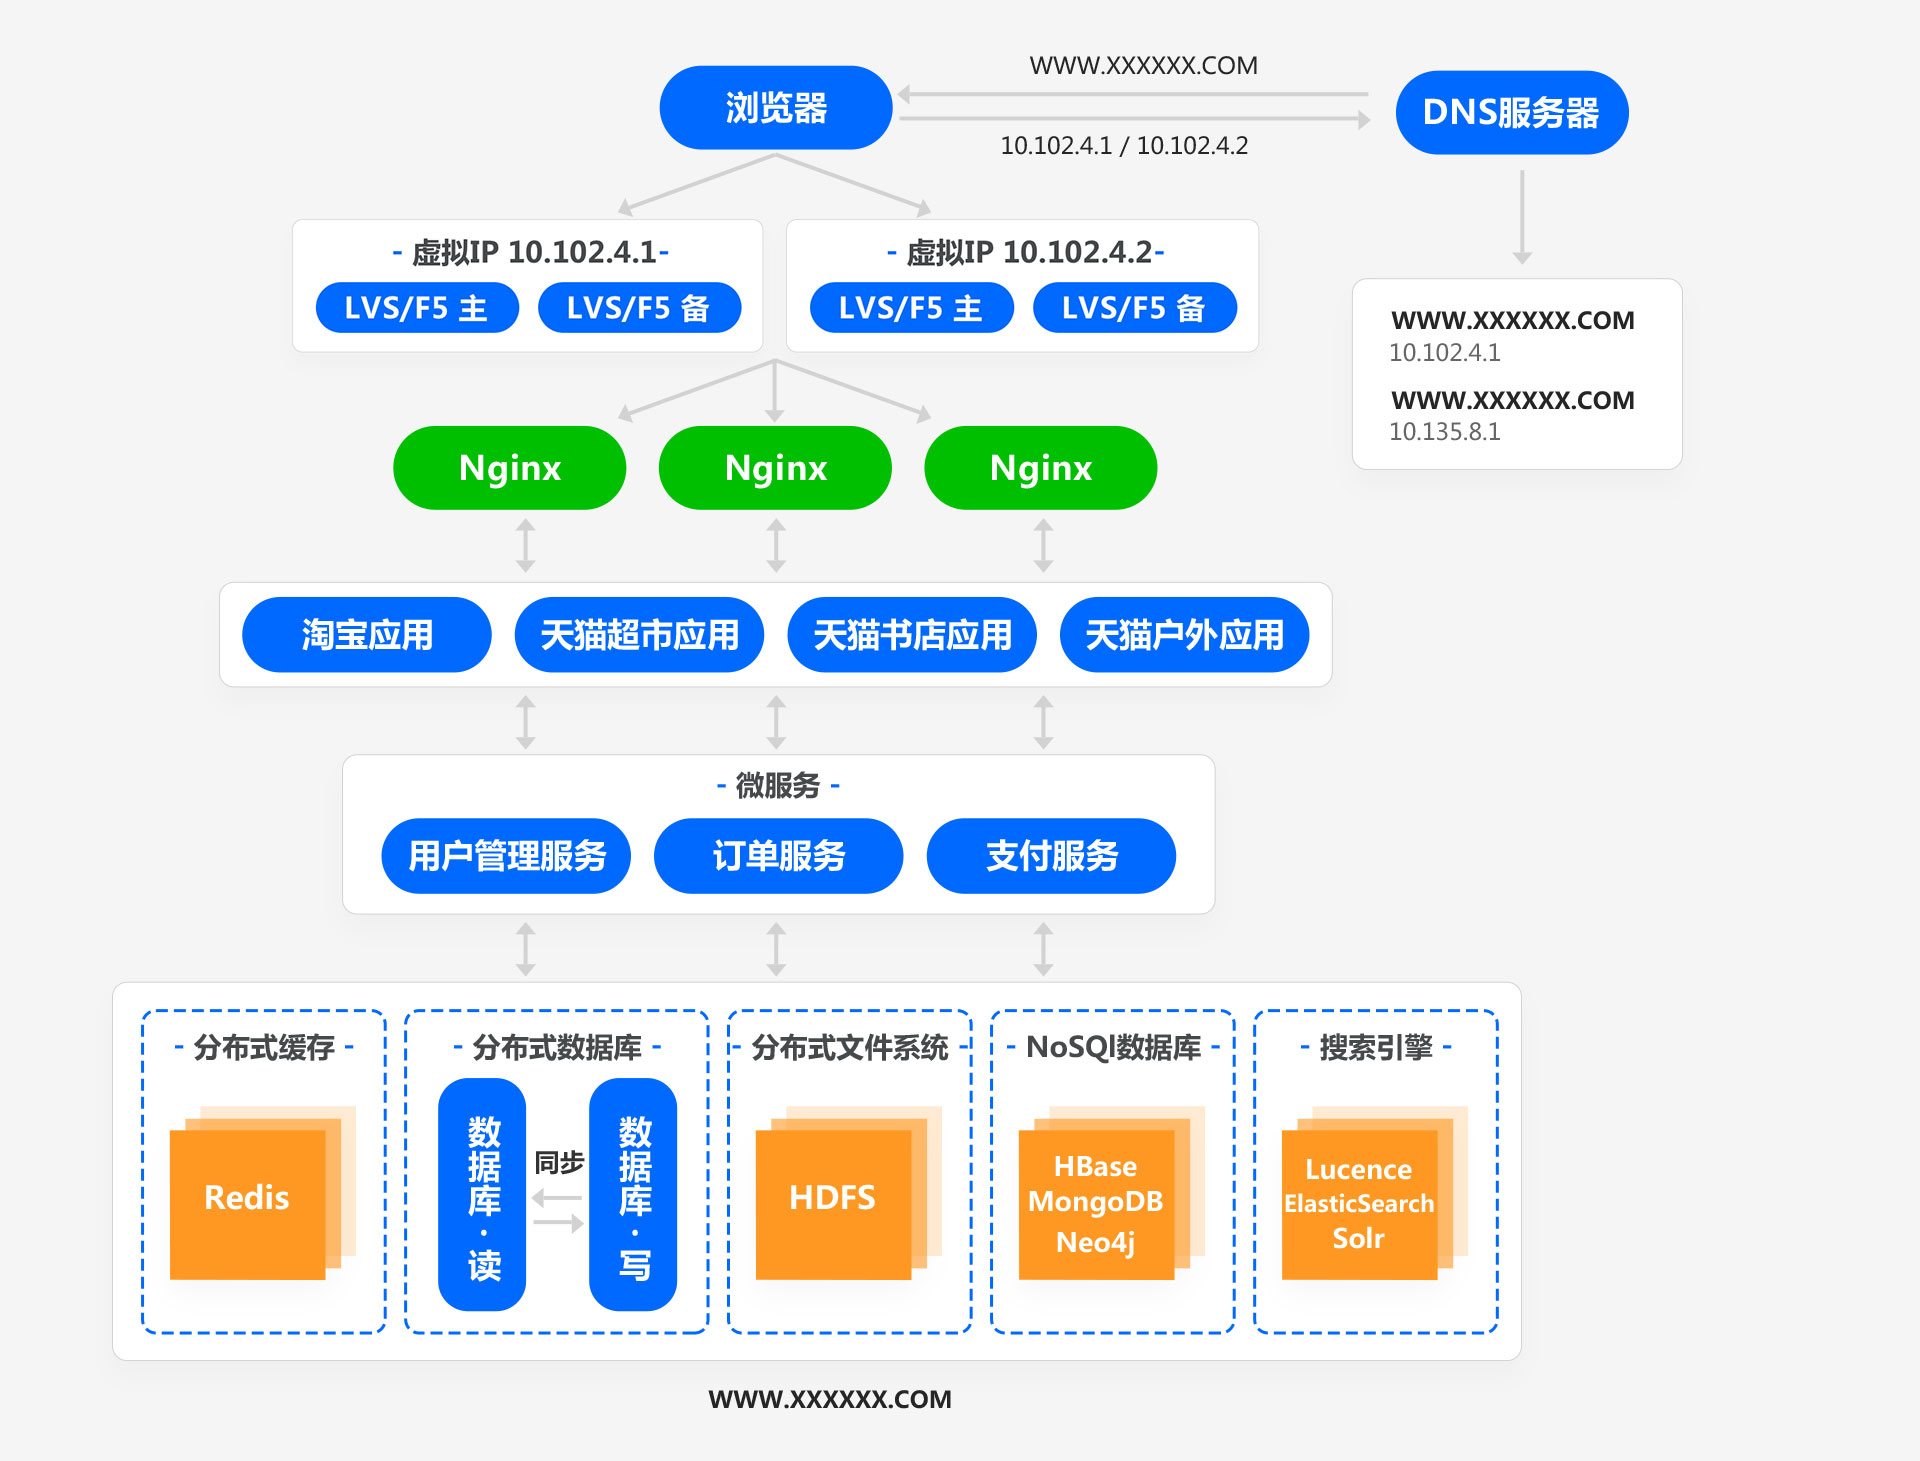 WWW.XXXXXX.COM
浏览器
DNS服务器
10.102.4.1 / 10.102.4.2
- 虚拟IP 10.102.4.1-
LVS/F5 主
LVS/F5 备
- 虚拟IP 10.102.4.2-
LVS/F5 主
LVS/F5 备
WWW.XXXXXX.COM
10.102.4.1
WWW.XXXXXX.COM
10.135.8.1
Nginx
Nginx
Nginx
淘宝应用
天猫超市应用
天猫书店应用
天猫户外应用
- 微服务 -
用户管理服务
订单服务
支付服务
- 分布式缓存 -
Redis
- 分布式数据库 -
数据库·读
同步
数据库·写
- 分布式文件系统 -
HDFS
- NoSQl数据库 -
HBase
MongoDB
Neo4j
- 搜索引擎 -
Lucence
ElasticSearch
Solr
WWW.XXXXXX.COM